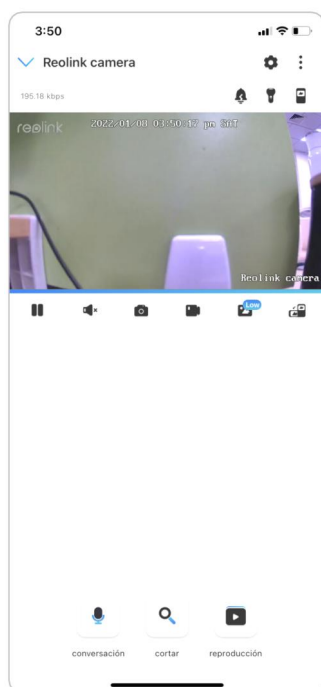 3:50
Reolink camera
195.18 kbps
reolink
2022/01/08 03:50:17 pm SAT
Reolink camera
Low
conversación
cortar
reproducción